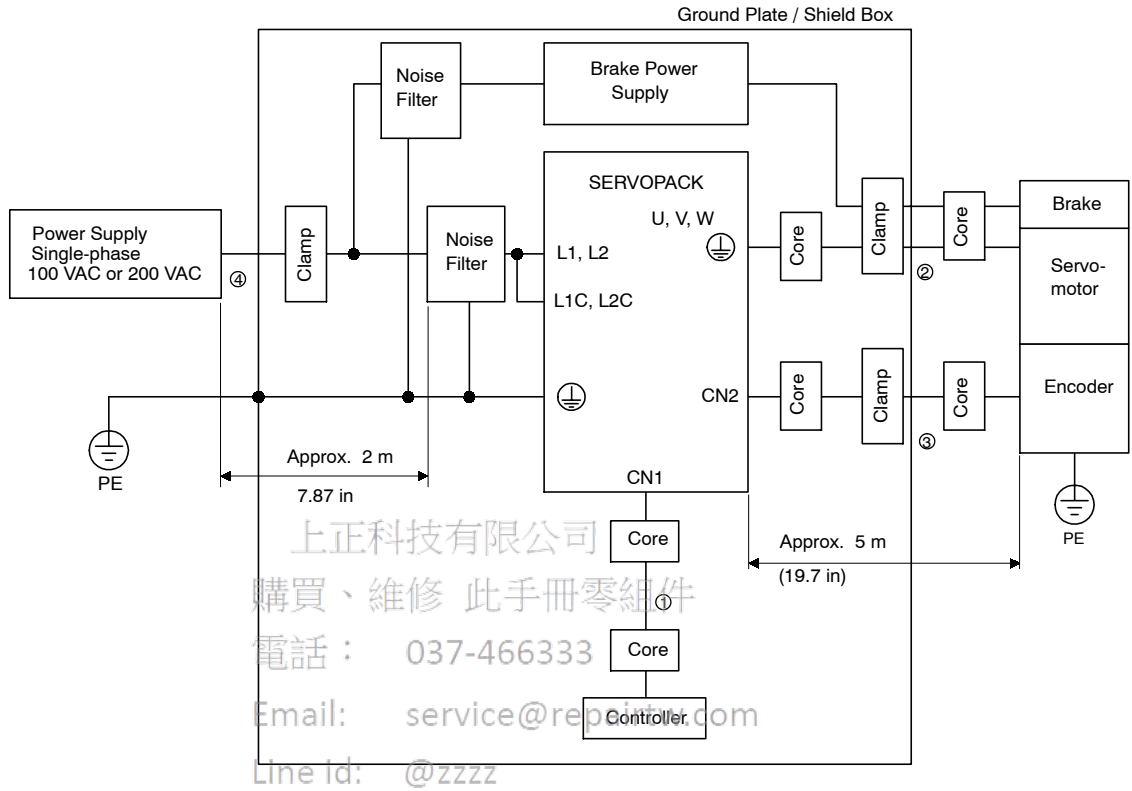 Ground Plate / Shield Box
Noise
Filter
Brake Power
Supply
SERVOPACK
U, V, W
Power Supply
Single-phase
100 VAC or 200 VAC
④
Clamp
Noise
Filter
L1, L2
L1C, L2C
Core
Clamp
②
Core
Brake
Servo-
motor
CN2
Core
Clamp
③
Core
Encoder
PE
Approx. 2 m
7.87 in
CN1
PE
Approx. 5 m
(19.7 in)
Core
①
Core
Controller
上正科技有限公司
購買、維修 此手冊零組件
電話： 037-466333
Email: service@repairtw.com
Line id: @zzzz